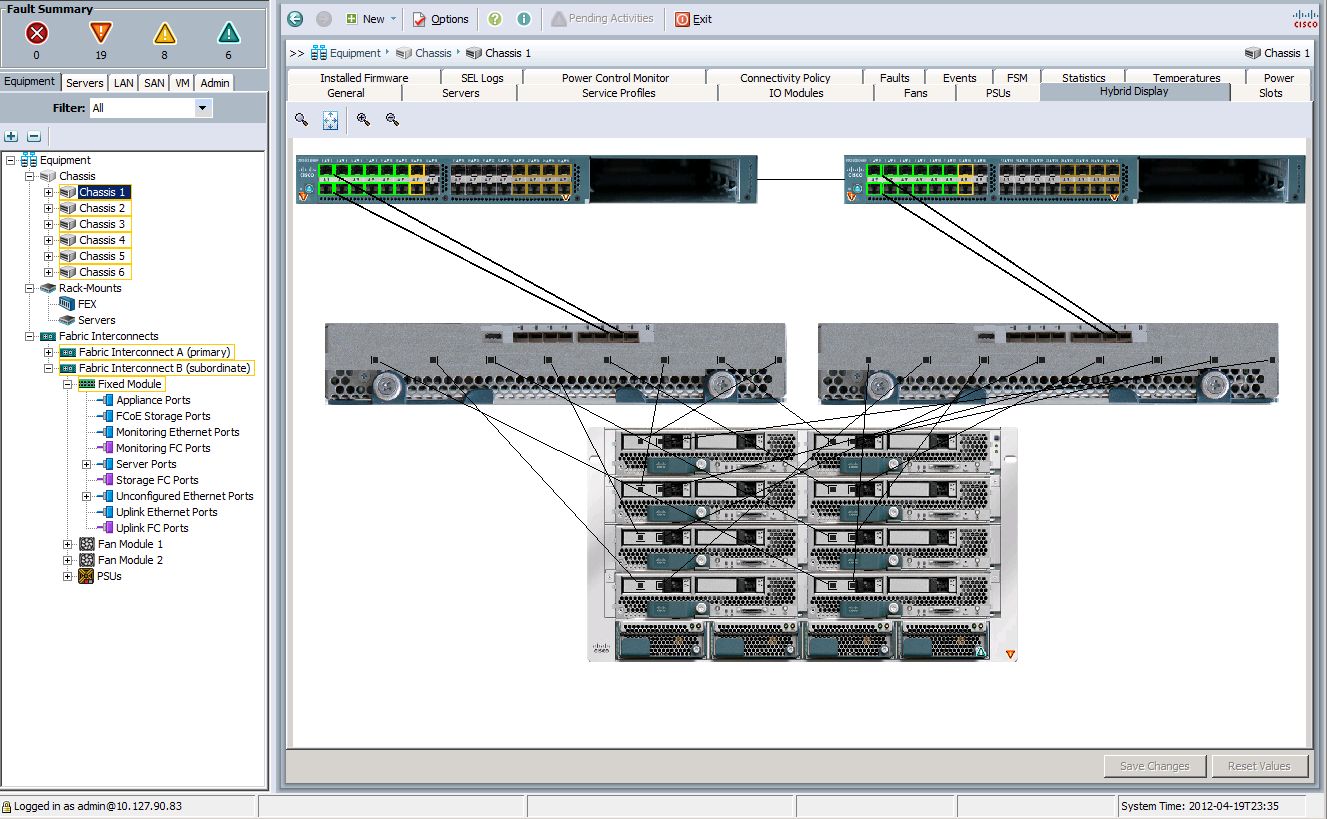 Fault Summary
0
19
8
6
New
Options
Pending Activities
Exit
CISCO
Equipment
Servers
LAN
SAN
VM
Admin
Filter:
All
>> Equipment
Chassis
Chassis 1
Chassis 1
Installed Firmware
SEL Logs
Power Control Monitor
Connectivity Policy
Faults
Events
FSM
Statistics
Temperatures
Power
General
Servers
Service Profiles
IO Modules
Fans
PSUs
Hybrid Display
Slots
Equipment
Chassis
Chassis 1
Chassis 2
Chassis 3
Chassis 4
Chassis 5
Chassis 6
Rack-Mounts
FEX
Servers
Fabric Interconnects
Fabric Interconnect A (primary)
Fabric Interconnect B (subordinate)
Fixed Module
Appliance Ports
FCoE Storage Ports
Monitoring Ethernet Ports
Monitoring FC Ports
Server Ports
Storage FC Ports
Unconfigured Ethernet Ports
Uplink Ethernet Ports
Uplink FC Ports
Fan Module 1
Fan Module 2
PSUs
CISCO
CISCO
CISCO
Save Changes
Reset Values
Logged in as admin@10.127.90.83
System Time: 2012-04-19T23:35